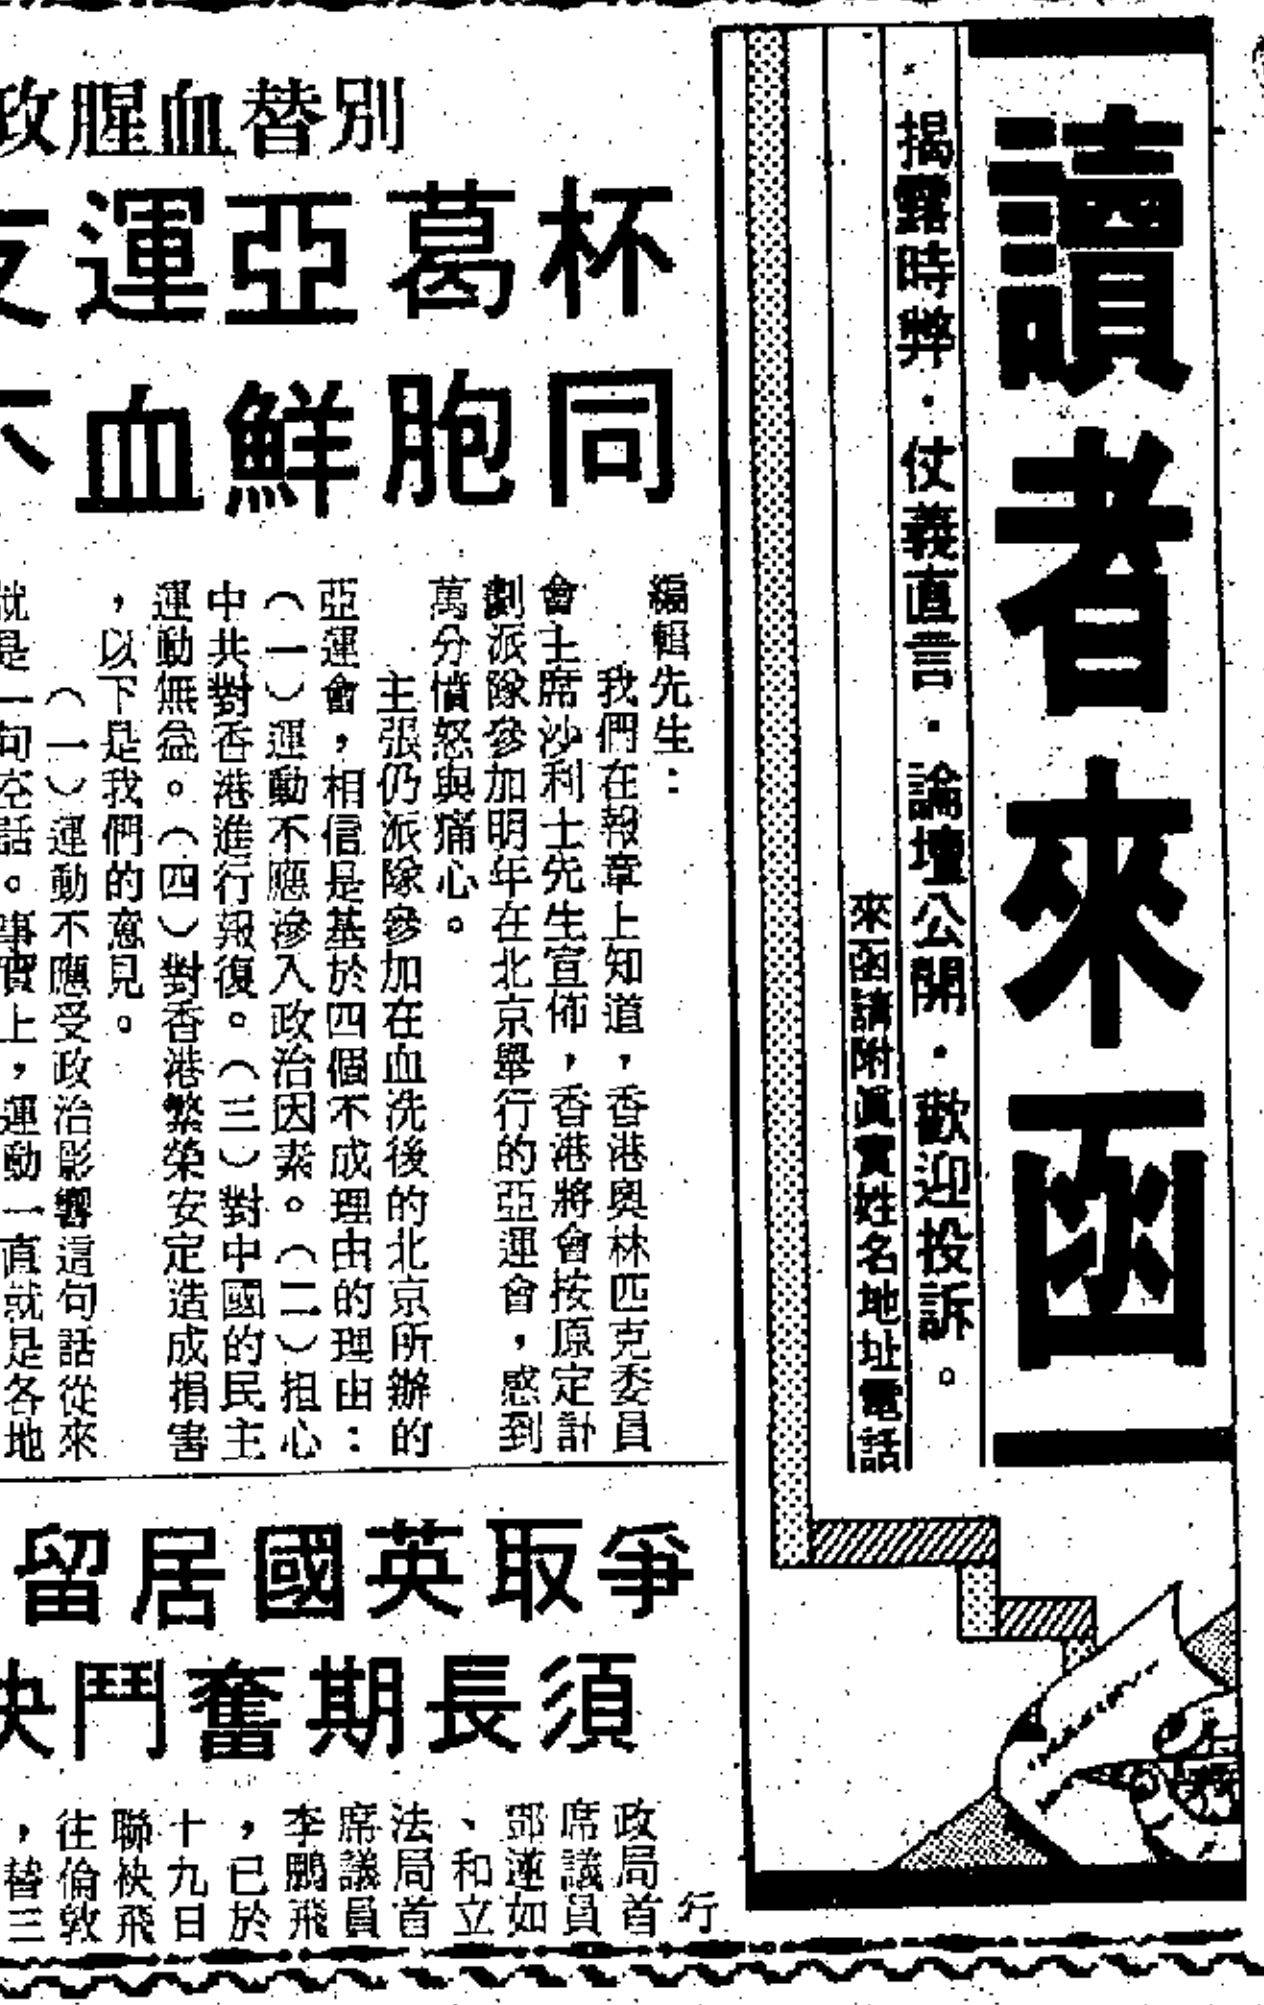 讀者來函
揭露時弊．仗義直言．論壇公開．歡迎投訴。
來函請附眞實姓名地址電話
別替血腥政
杯葛亞運反
同胞鮮血不
編輯先生：
我們在報章上知道，香港奧林匹克委員
會主席沙利士先生宣佈，香港將會按原定計
劃派隊參加明年在北京舉行的亞運會，感到
萬分憤怒與痛心。
主張仍派隊參加在血洗後的北京所辦的
亞運會，相信是基於四個不成理由的理由：
（一）運動不應滲入政治因素。（二）担心
中共對香港進行報復。（三）對中國的民主
運動無益。（四）對香港繁榮安定造成損害
，以下是我們的意見。
（一）運動不應受政治影響這句話從來
就是一句空話。事實上，運動一直就是各地
爭取英國居留
須長期奮鬥
行
政局首
席議員
鄧蓮如
、和立
法局首
席議員
李鵬飛
，已於
十九日
聯袂飛
往倫敦
，替三